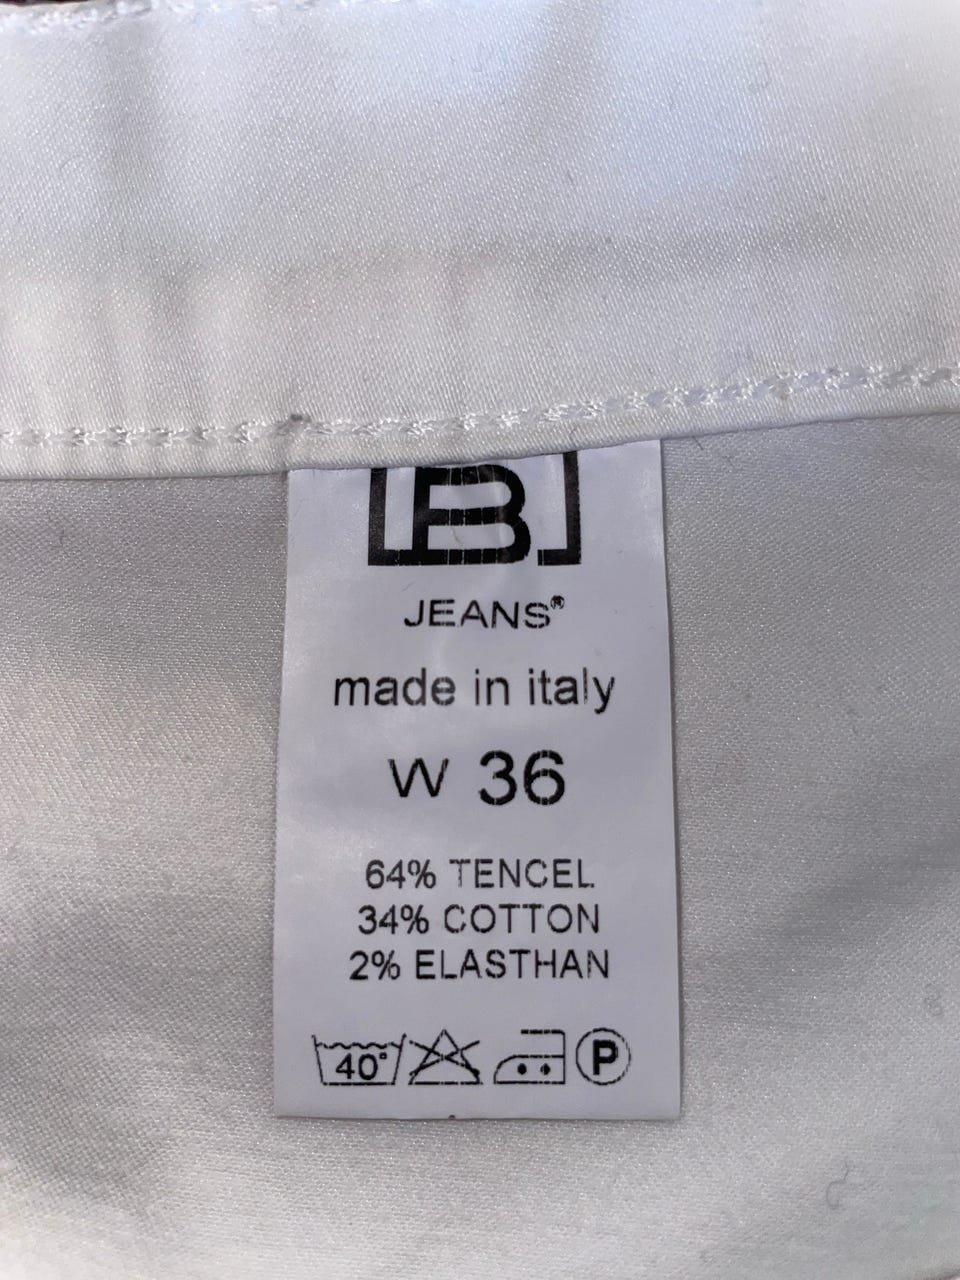 B
JEANS®
made in italy
W 36
64% TENCEL
34% COTTON
2% ELASTHAN
40° P